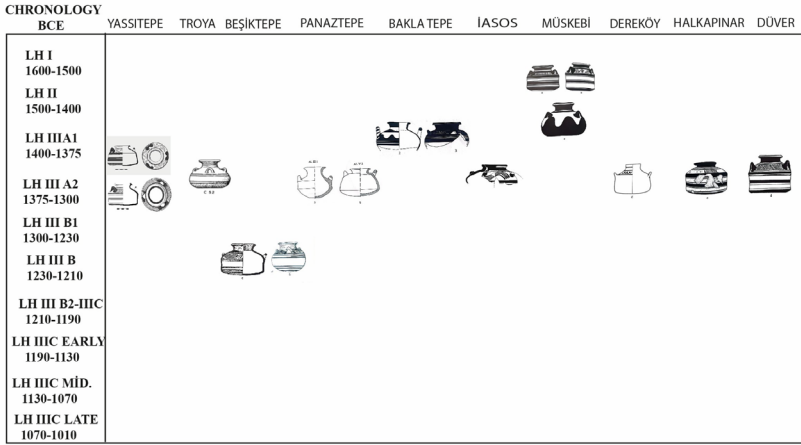 CHRONOLOGY
BCE
YASSITEPE TROYA BEŞİKTEPE PANAZTEPE BAKLA TEPE İASOS MÜSKEBİ DEREKÖY HALKAPINAR DÜVER
LH I
1600-1500
LH II
1500-1400
LH IIIA1
1400-1375
LH III A2
1375-1300
LH III B1
1300-1230
LH III B
1230-1210
LH III B2-IIIC
1210-1190
LH IIIC EARLY
1190-1130
LH IIIC MİD.
1130-1070
LH IIIC LATE
1070-1010